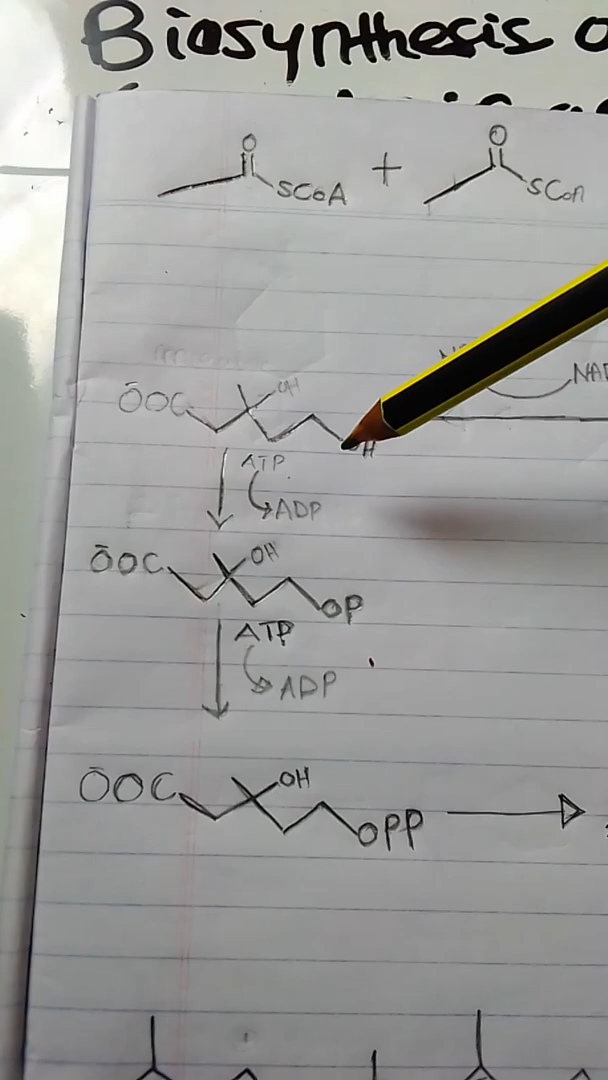 Biosynthesis o
O O
SCoA + SCoA
NAD
ŌOC OH
H
ATP
ADP
ŌOC OH
OP
ATP
ADP
ŌOC OH
OPP